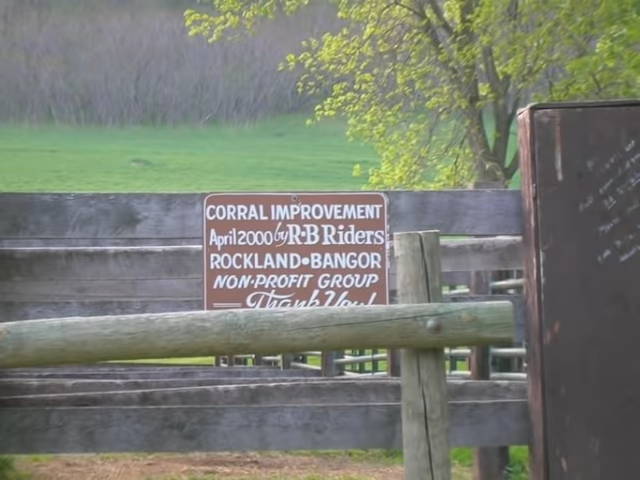 CORRAL IMPROVEMENT
April 2000 by R•B Riders
ROCKLAND•BANGOR
NON-PROFIT GROUP
Thank You!